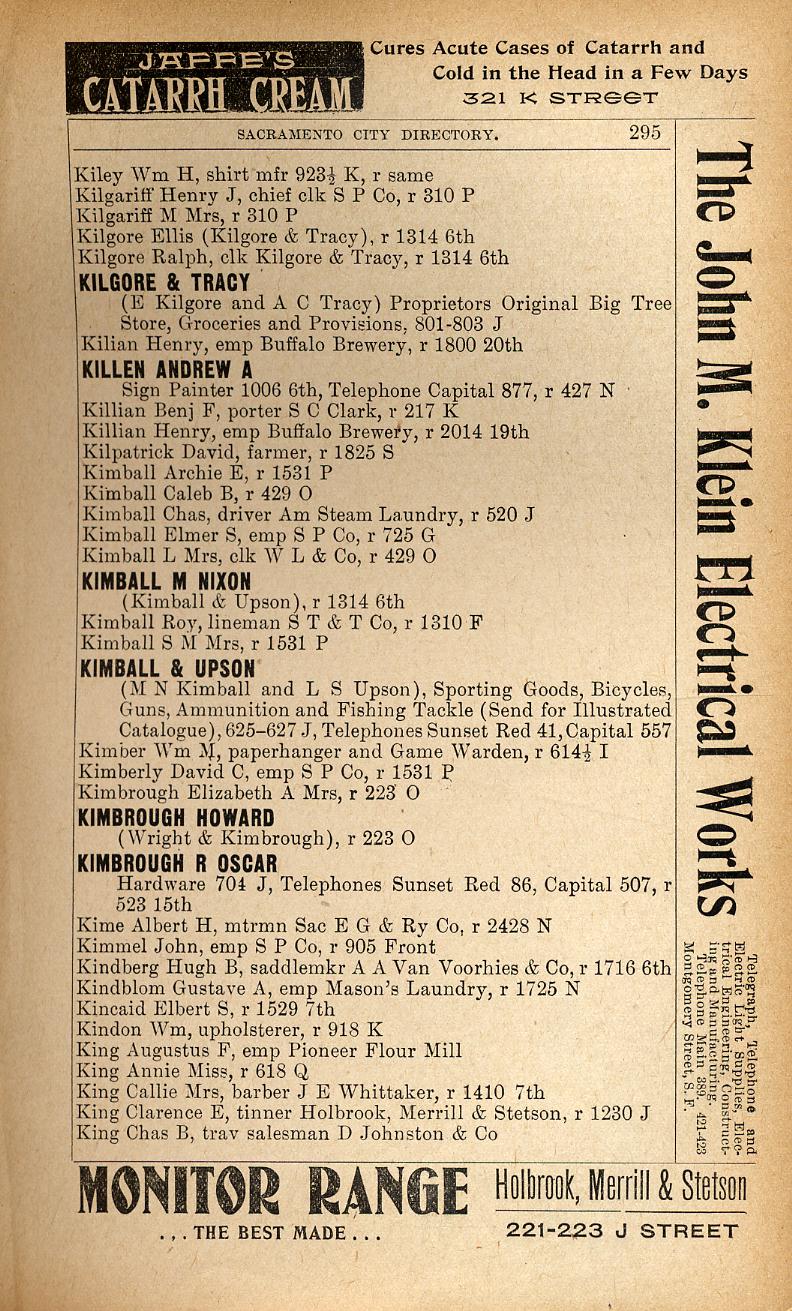 JAFFE'S
CATARRH CREAM
Cures Acute Cases of Catarrh and
Cold in the Head in a Few Days
321 K STREET
SACRAMENTO CITY DIRECTORY. 295
Kiley Wm H, shirt mfr 923½ K, r same
Kilgariff Henry J, chief clk S P Co, r 310 P
Kilgariff M Mrs, r 310 P
Kilgore Ellis (Kilgore & Tracy), r 1314 6th
Kilgore Ralph, clk Kilgore & Tracy, r 1314 6th
KILGORE & TRACY
(E Kilgore and A C Tracy) Proprietors Original Big Tree
Store, Groceries and Provisions, 801-803 J
Kilian Henry, emp Buffalo Brewery, r 1800 20th
KILLEN ANDREW A
Sign Painter 1006 6th, Telephone Capital 877, r 427 N
Killian Benj F, porter S C Clark, r 217 K
Killian Henry, emp Buffalo Brewery, r 2014 19th
Kilpatrick David, farmer, r 1825 S
Kimball Archie E, r 1531 P
Kimball Caleb B, r 429 O
Kimball Chas, driver Am Steam Laundry, r 520 J
Kimball Elmer S, emp S P Co, r 725 G
Kimball L Mrs, clk W L & Co, r 429 O
KIMBALL M NIXON
(Kimball & Upson), r 1314 6th
Kimball Roy, lineman S T & T Co, r 1310 F
Kimball S M Mrs, r 1531 P
KIMBALL & UPSON
(M N Kimball and L S Upson), Sporting Goods, Bicycles,
Guns, Ammunition and Fishing Tackle (Send for Illustrated
Catalogue), 625-627 J, Telephones Sunset Red 41, Capital 557
Kimber Wm M, paperhanger and Game Warden, r 614½ I
Kimberly David C, emp S P Co, r 1531 P
Kimbrough Elizabeth A Mrs, r 223 O
KIMBROUGH HOWARD
(Wright & Kimbrough), r 223 O
KIMBROUGH R OSCAR
Hardware 704 J, Telephones Sunset Red 86, Capital 507, r
523 15th
Kime Albert H, mtrmn Sac E G & Ry Co, r 2428 N
Kimmel John, emp S P Co, r 905 Front
Kindberg Hugh B, saddlemkr A A Van Voorhies & Co, r 1716 6th
Kindblom Gustave A, emp Mason's Laundry, r 1725 N
Kincaid Elbert S, r 1529 7th
Kindon Wm, upholsterer, r 918 K
King Augustus F, emp Pioneer Flour Mill
King Annie Miss, r 618 Q
King Callie Mrs, barber J E Whittaker, r 1410 7th
King Clarence E, tinner Holbrook, Merrill & Stetson, r 1230 J
King Chas B, trav salesman D Johnston & Co
The John M. Klein Electrical Works
Telegraph, Telephone and
Electric Light Supplies, Elec-
trical Engineering, Construct-
ing and Manufacturing.
Telephone Main 389. 421-423
Montgomery Street, S. F.
MONITOR RANGE
...THE BEST MADE...
Holbrook, Merrill & Stetson
221-223 J STREET